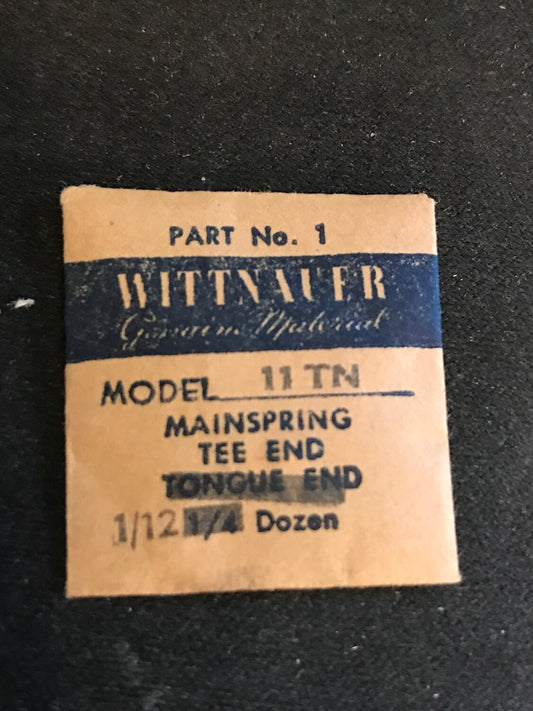 PART No. 1
WITTNAUER
Genuine Material
MODEL 11 TN
MAINSPRING
TEE END
TONGUE END
1/12 1/4 Dozen